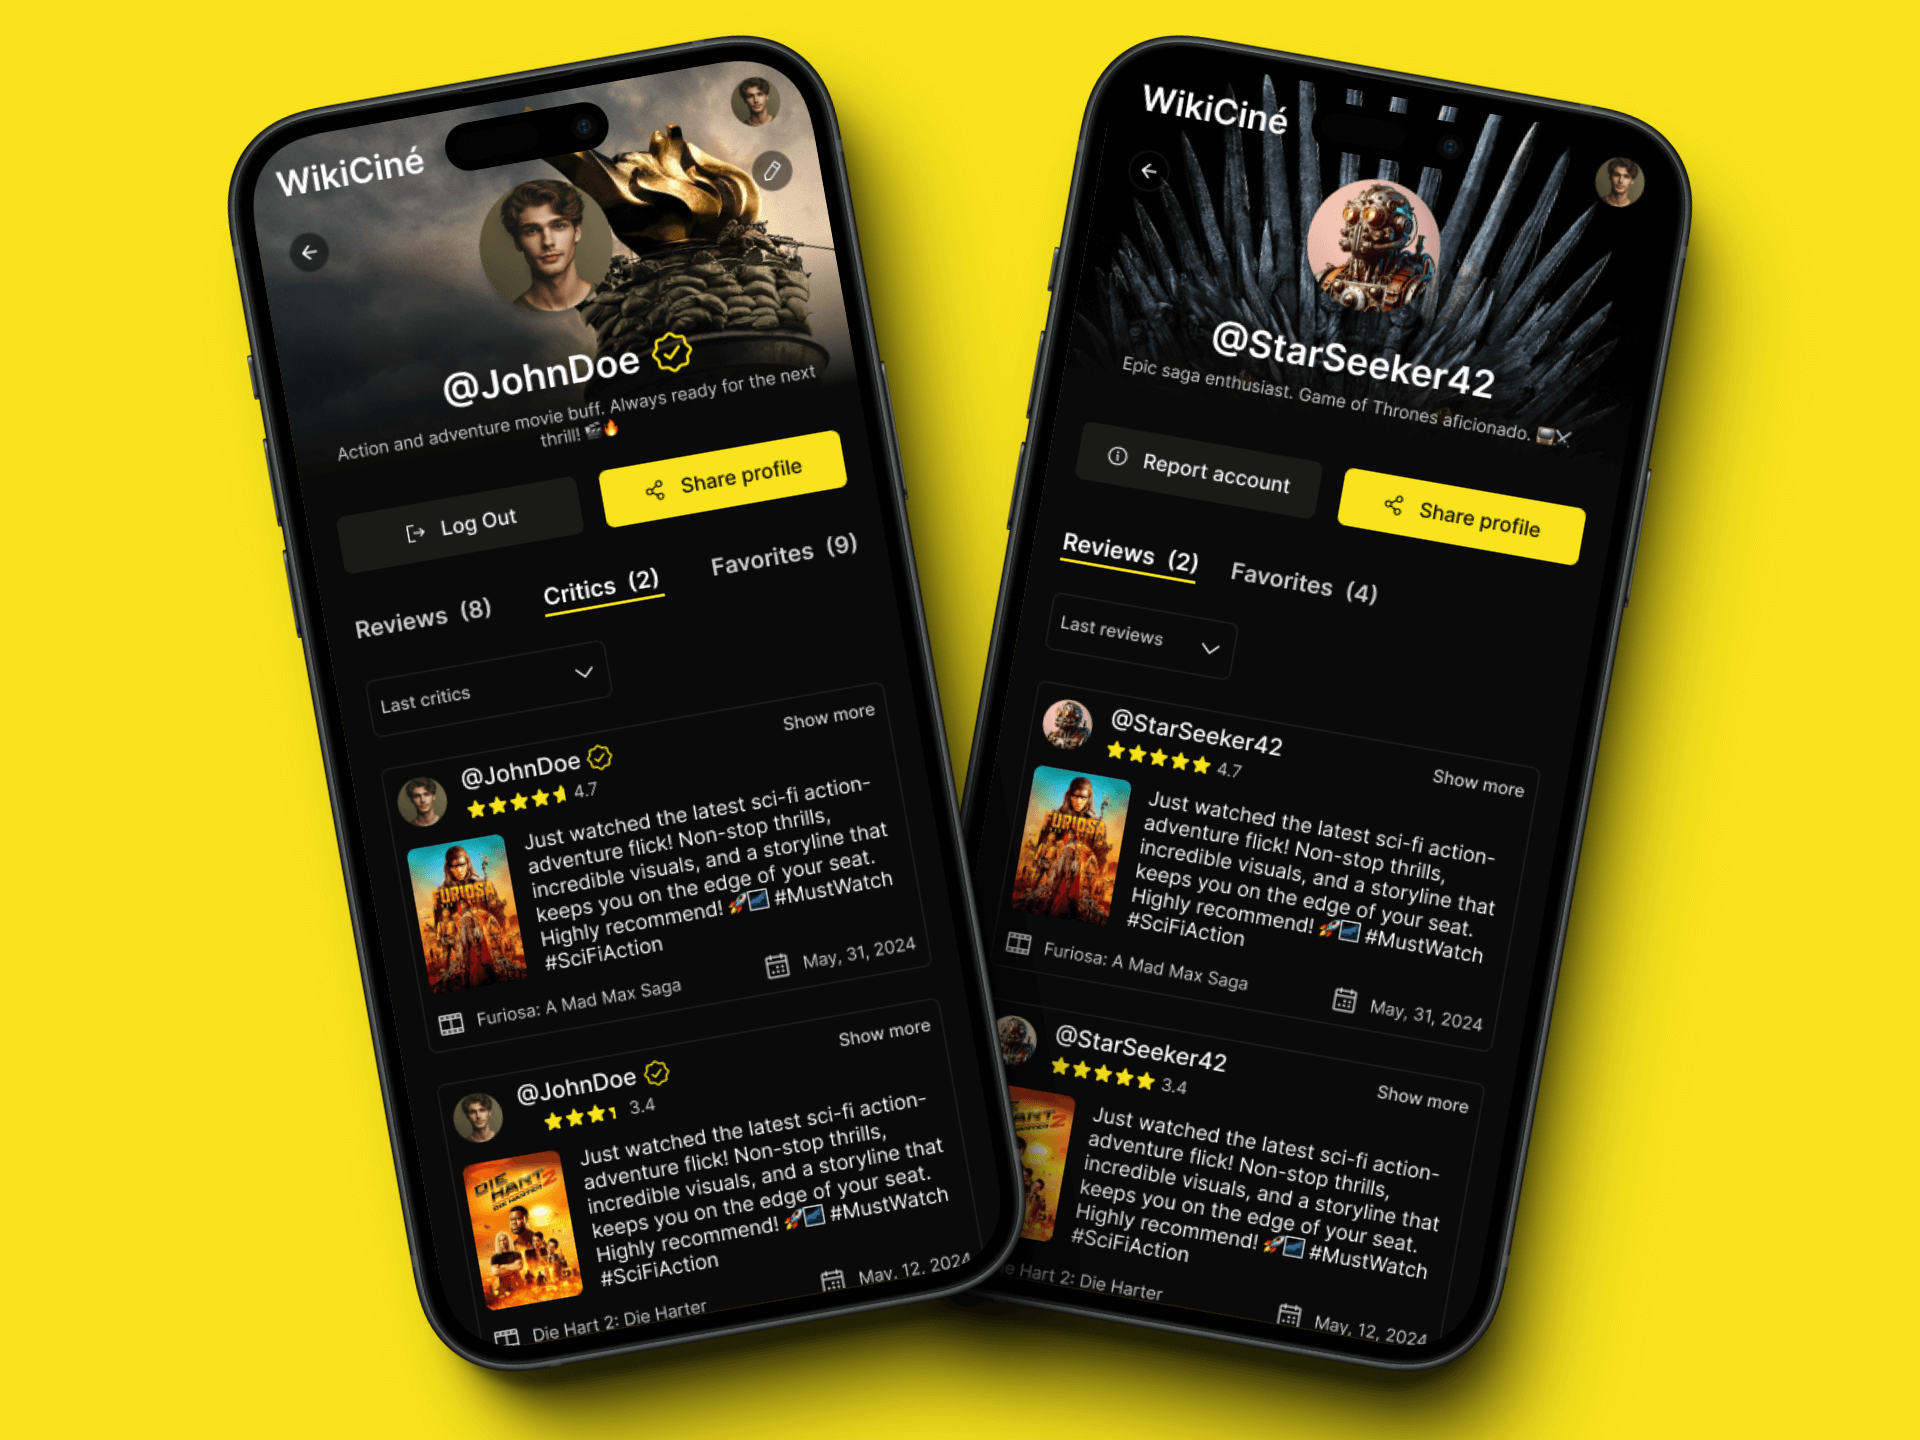 WikiCiné
@JohnDoe
Action and adventure movie buff. Always ready for the next
thrill! 🎬🔥
Log Out
Share profile
Reviews (8)
Critics (2)
Favorites (9)
Last critics
@JohnDoe
Show more
4.7
FURIOSA
Just watched the latest sci-fi action-
adventure flick! Non-stop thrills,
incredible visuals, and a storyline that
keeps you on the edge of your seat.
Highly recommend! 🚀🌌 #MustWatch
#SciFiAction
Furiosa: A Mad Max Saga
May, 31, 2024
@JohnDoe
Show more
3.4
DIE
HART 2
DIE HARTER
Just watched the latest sci-fi action-
adventure flick! Non-stop thrills,
incredible visuals, and a storyline that
keeps you on the edge of your seat.
Highly recommend! 🚀🌌 #MustWatch
#SciFiAction
Die Hart 2: Die Harter
May, 12, 2024
WikiCiné
@StarSeeker42
Epic saga enthusiast. Game of Thrones aficionado.
Report account
Share profile
Reviews (2)
Favorites (4)
Last reviews
@StarSeeker42
4.7
Show more
FURIOSA
Just watched the latest sci-fi action-
adventure flick! Non-stop thrills,
incredible visuals, and a storyline that
keeps you on the edge of your seat.
Highly recommend! 🚀🌌 #MustWatch
#SciFiAction
Furiosa: A Mad Max Saga
May, 31, 2024
@StarSeeker42
3.4
Show more
ART 2
Just watched the latest sci-fi action-
adventure flick! Non-stop thrills,
incredible visuals, and a storyline that
keeps you on the edge of your seat.
Highly recommend! 🚀🌌 #MustWatch
#SciFiAction
e Hart 2: Die Harter
May, 12, 2024